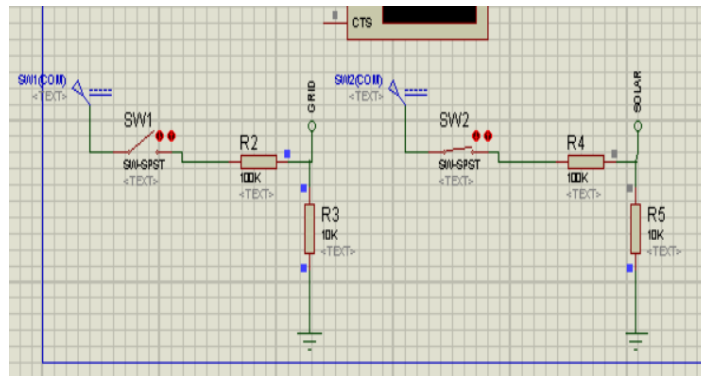 CTS
SW1(COM)
<TEXT>
SW1
SW-SPST
<TEXT>
R2
100K
<TEXT>
GRID
R3
10K
<TEXT>
SW2(COM)
<TEXT>
SW2
SW-SPST
<TEXT>
R4
100K
<TEXT>
SOLAR
R5
10K
<TEXT>